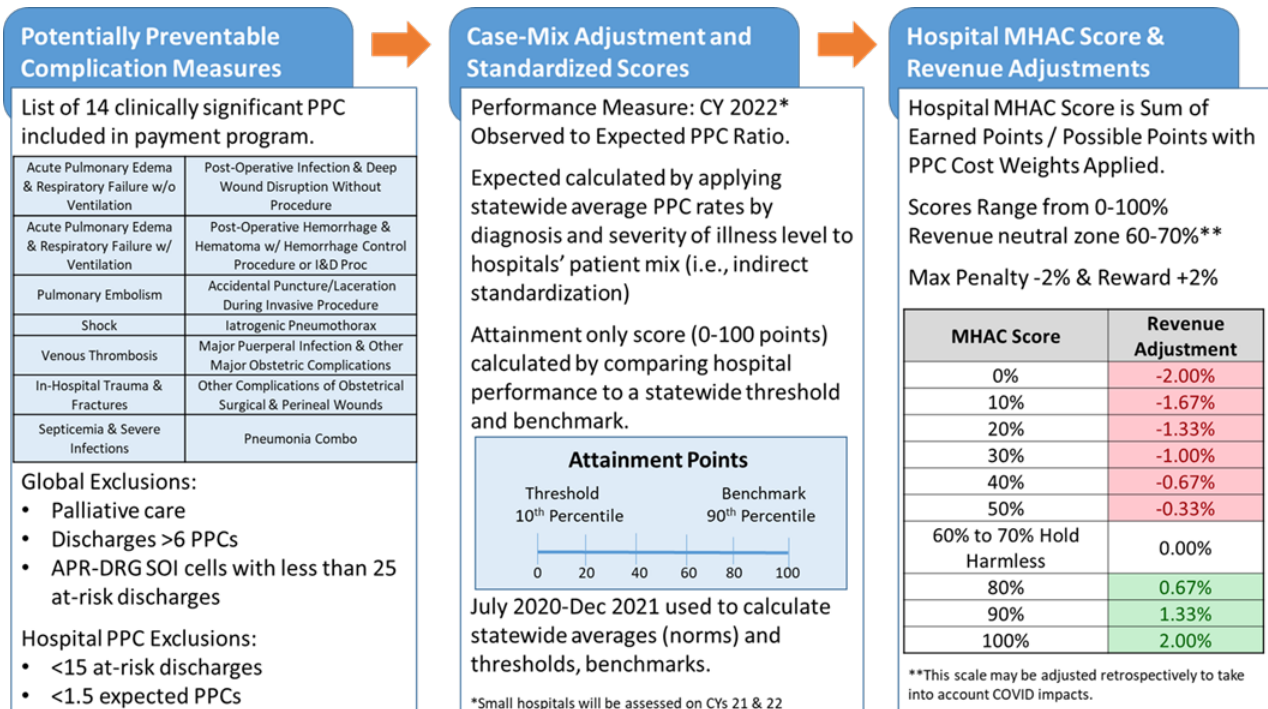 Potentially Preventable
Complication Measures
List of 14 clinically significant PPC
included in payment program.
Acute Pulmonary Edema
& Respiratory Failure w/o
Ventilation
Post-Operative Infection & Deep
Wound Disruption Without
Procedure
Acute Pulmonary Edema
& Respiratory Failure w/
Ventilation
Post-Operative Hemorrhage &
Hematoma w/ Hemorrhage Control
Procedure or I&D Proc
Pulmonary Embolism
Accidental Puncture/Laceration
During Invasive Procedure
Shock
Iatrogenic Pneumothorax
Venous Thrombosis
Major Puerperal Infection & Other
Major Obstetric Complications
In-Hospital Trauma &
Fractures
Other Complications of Obstetrical
Surgical & Perineal Wounds
Septicemia & Severe
Infections
Pneumonia Combo
Global Exclusions:
• Palliative care
• Discharges >6 PPCs
• APR-DRG SOI cells with less than 25
at-risk discharges
Hospital PPC Exclusions:
• <15 at-risk discharges
• <1.5 expected PPCs
Case-Mix Adjustment and
Standardized Scores
Performance Measure: CY 2022*
Observed to Expected PPC Ratio.
Expected calculated by applying
statewide average PPC rates by
diagnosis and severity of illness level to
hospitals' patient mix (i.e., indirect
standardization)
Attainment only score (0-100 points)
calculated by comparing hospital
performance to a statewide threshold
and benchmark.
Attainment Points
Threshold
10th Percentile
Benchmark
90th Percentile
0 20 40 60 80 100
July 2020-Dec 2021 used to calculate
statewide averages (norms) and
thresholds, benchmarks.
*Small hospitals will be assessed on CYs 21 & 22
Hospital MHAC Score &
Revenue Adjustments
Hospital MHAC Score is Sum of
Earned Points / Possible Points with
PPC Cost Weights Applied.
Scores Range from 0-100%
Revenue neutral zone 60-70%**
Max Penalty -2% & Reward +2%
MHAC Score
Revenue
Adjustment
0% -2.00%
10% -1.67%
20% -1.33%
30% -1.00%
40% -0.67%
50% -0.33%
60% to 70% Hold
Harmless
0.00%
80% 0.67%
90% 1.33%
100% 2.00%
**This scale may be adjusted retrospectively to take
into account COVID impacts.